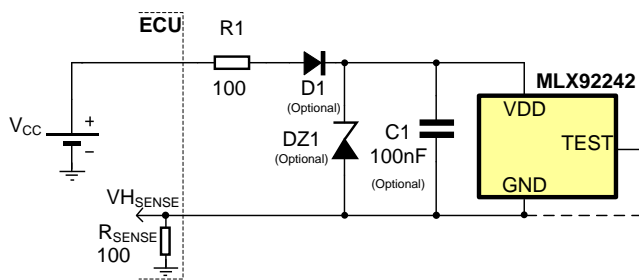 ECU
R1
100
D1
(Optional)
DZ1
(Optional)
C1
100nF
(Optional)
MLX92242
VDD
TEST
GND
VCC
+
–
VHSENSE
RSENSE
100